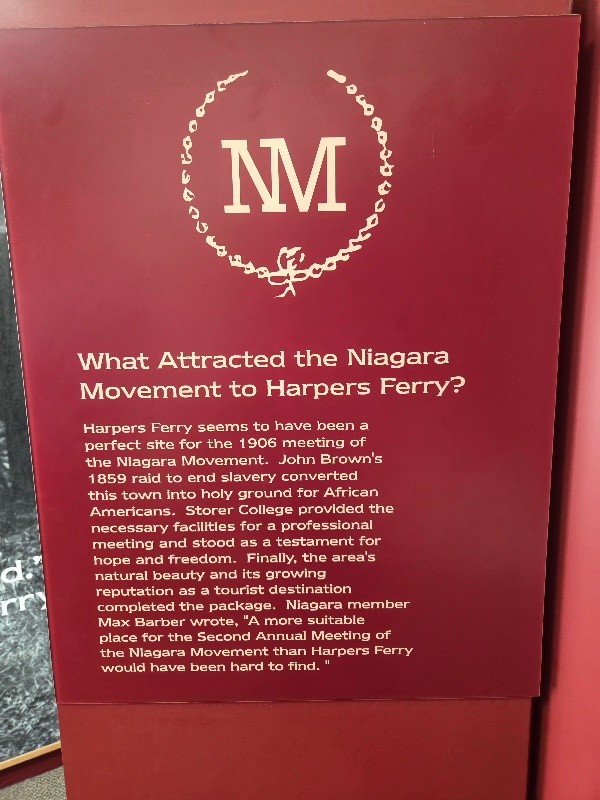 NM
What Attracted the Niagara
Movement to Harpers Ferry?
Harpers Ferry seems to have been a
perfect site for the 1906 meeting of
the Niagara Movement. John Brown's
1859 raid to end slavery converted
this town into holy ground for African
Americans. Storer College provided the
necessary facilities for a professional
meeting and stood as a testament for
hope and freedom. Finally, the area's
natural beauty and its growing
reputation as a tourist destination
completed the package. Niagara member
Max Barber wrote, "A more suitable
place for the Second Annual Meeting of
the Niagara Movement than Harpers Ferry
would have been hard to find. "